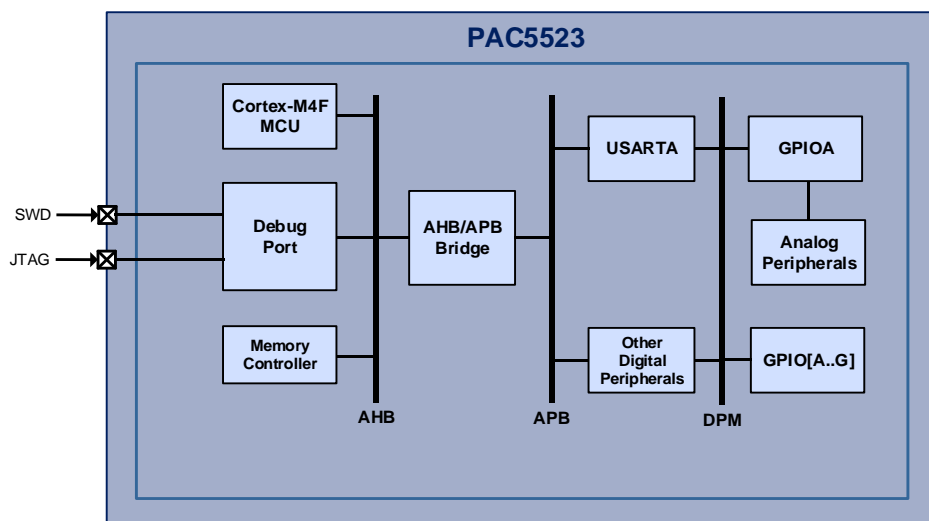 PAC5523
Cortex-M4F
MCU
USARTA
GPIOA
SWD
JTAG
Debug
Port
AHB/APB
Bridge
Analog
Peripherals
Memory
Controller
Other
Digital
Peripherals
GPIO[A..G]
AHB
APB
DPM